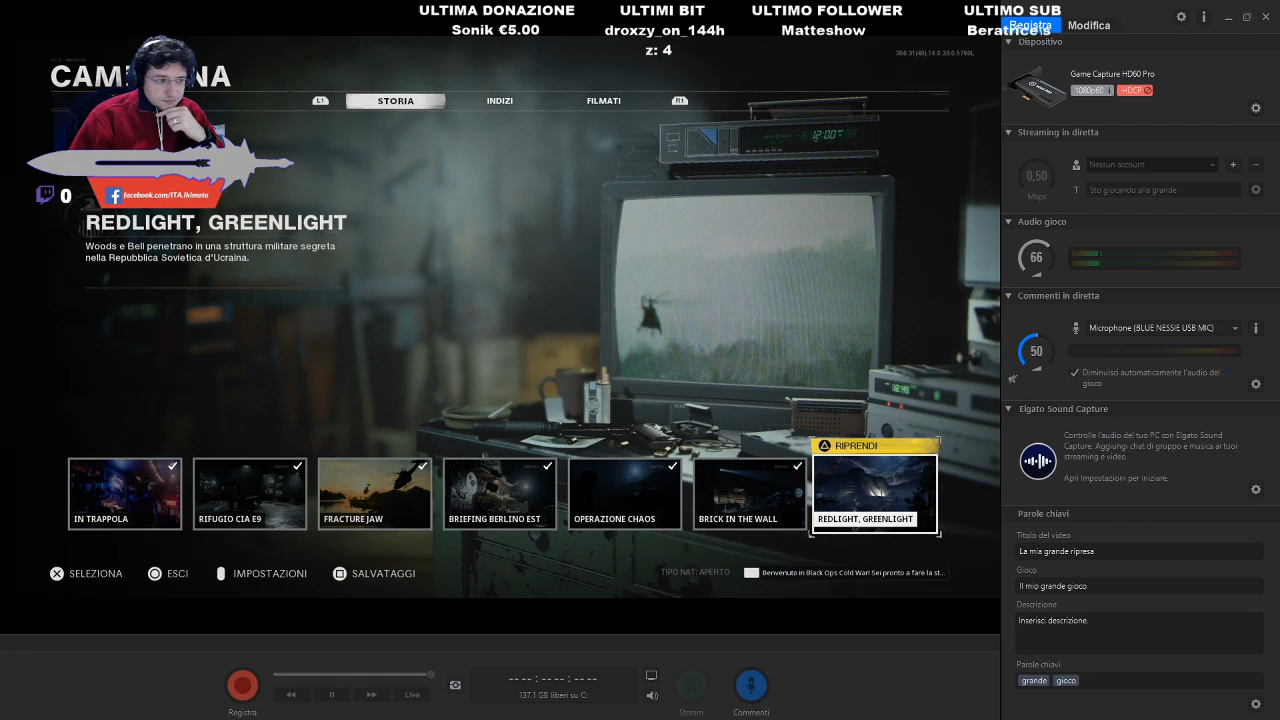 ULTIMA DONAZIONE
Sonik €5.00
ULTIMI BIT
droxzy_on_144h
z: 4
ULTIMO FOLLOWER
Matteshow
ULTIMO SUB
Beratrice's
Registra
Modifica
Dispositivo
Game Capture HD60 Pro
1080p60
HDCP
Streaming in diretta
0,50
Mbps
Nessun account
T
Sto giocando alla grande
Audio gioco
66
Commenti in diretta
50
Microphone (BLUE NESSIE USB MIC)
Diminuisci automaticamente l'audio del
gioco
Elgato Sound Capture
Controlla l'audio del tuo PC con Elgato Sound
Capture. Aggiungi chat di gruppo e musica ai tuoi
streaming e video.
Apri Impostazioni per iniziare.
Parole chiavi
Titolo del video
La mia grande ripresa
Gioco
Il mio grande gioco
Descrizione
Inserisci descrizione.
Parole chiavi
grande
gioco
L1
STORIA
INDIZI
FILMATI
R1
0
facebook.com/ITA.Ikimoto
REDLIGHT, GREENLIGHT
Woods e Bell penetrano in una struttura militare segreta
nella Repubblica Sovietica d'Ucraina.
12:00
12:49
RIPRENDI
IN TRAPPOLA
RIFUGIO CIA E9
FRACTURE JAW
BRIEFING BERLINO EST
OPERAZIONE CHAOS
BRICK IN THE WALL
REDLIGHT, GREENLIGHT
SELEZIONA
ESCI
IMPOSTAZIONI
SALVATAGGI
TIPO NAT: APERTO
Benvenuto in Black Ops Cold War! Sei pronto a fare la st...
Registra
Live
-- -- : -- -- : -- --
137.1 GB liberi su C:
Stream
Commenti